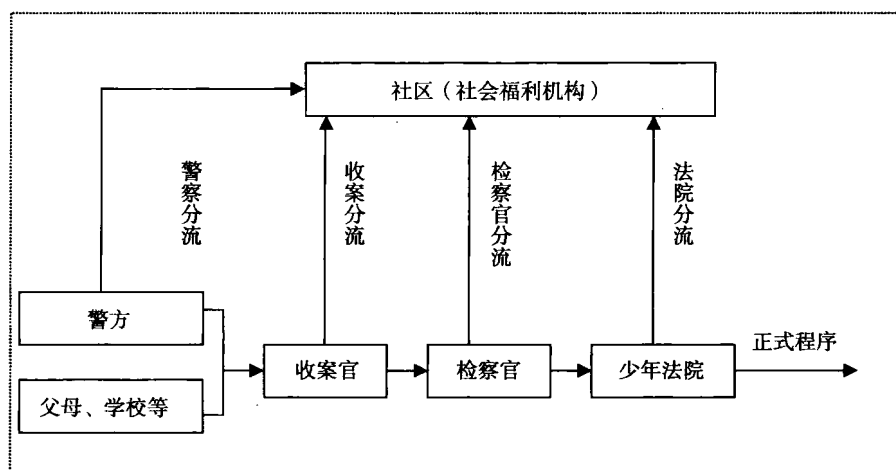 社区（社会福利机构）
警察分流
收案分流
检察官分流
法院分流
警方
正式程序
收案官
检察官
少年法院
父母、学校等